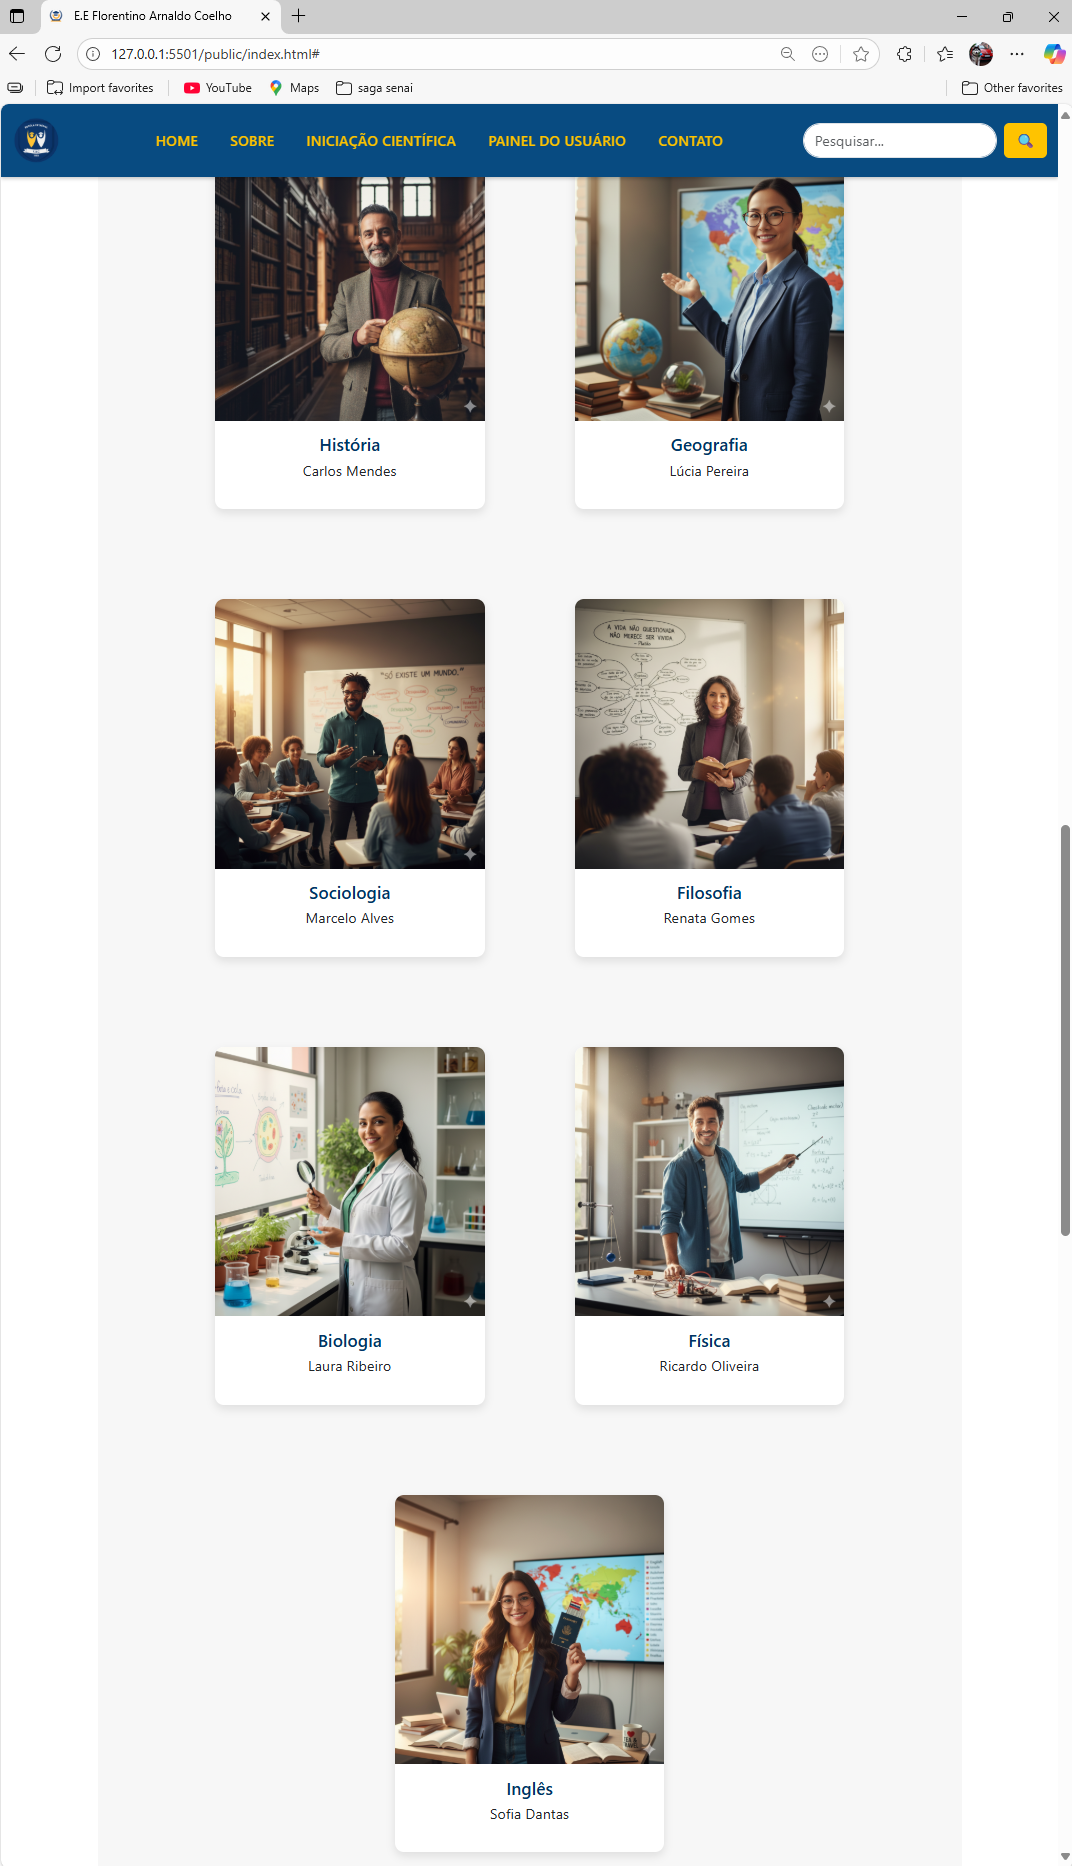 E.E Florentino Arnaldo Coelho
127.0.0.1:5501/public/index.html#
Import favorites
YouTube
Maps
saga senai
Other favorites
HOME
SOBRE
INICIAÇÃO CIENTÍFICA
PAINEL DO USUÁRIO
CONTATO
Pesquisar...
História
Carlos Mendes
Geografia
Lúcia Pereira
"SÓ EXISTE UM MUNDO."
A VIDA NÃO QUESTIONADA
NÃO MERECE SER VIVIDA
Sociologia
Marcelo Alves
Filosofia
Renata Gomes
Biologia
Laura Ribeiro
Física
Ricardo Oliveira
Inglês
Sofia Dantas